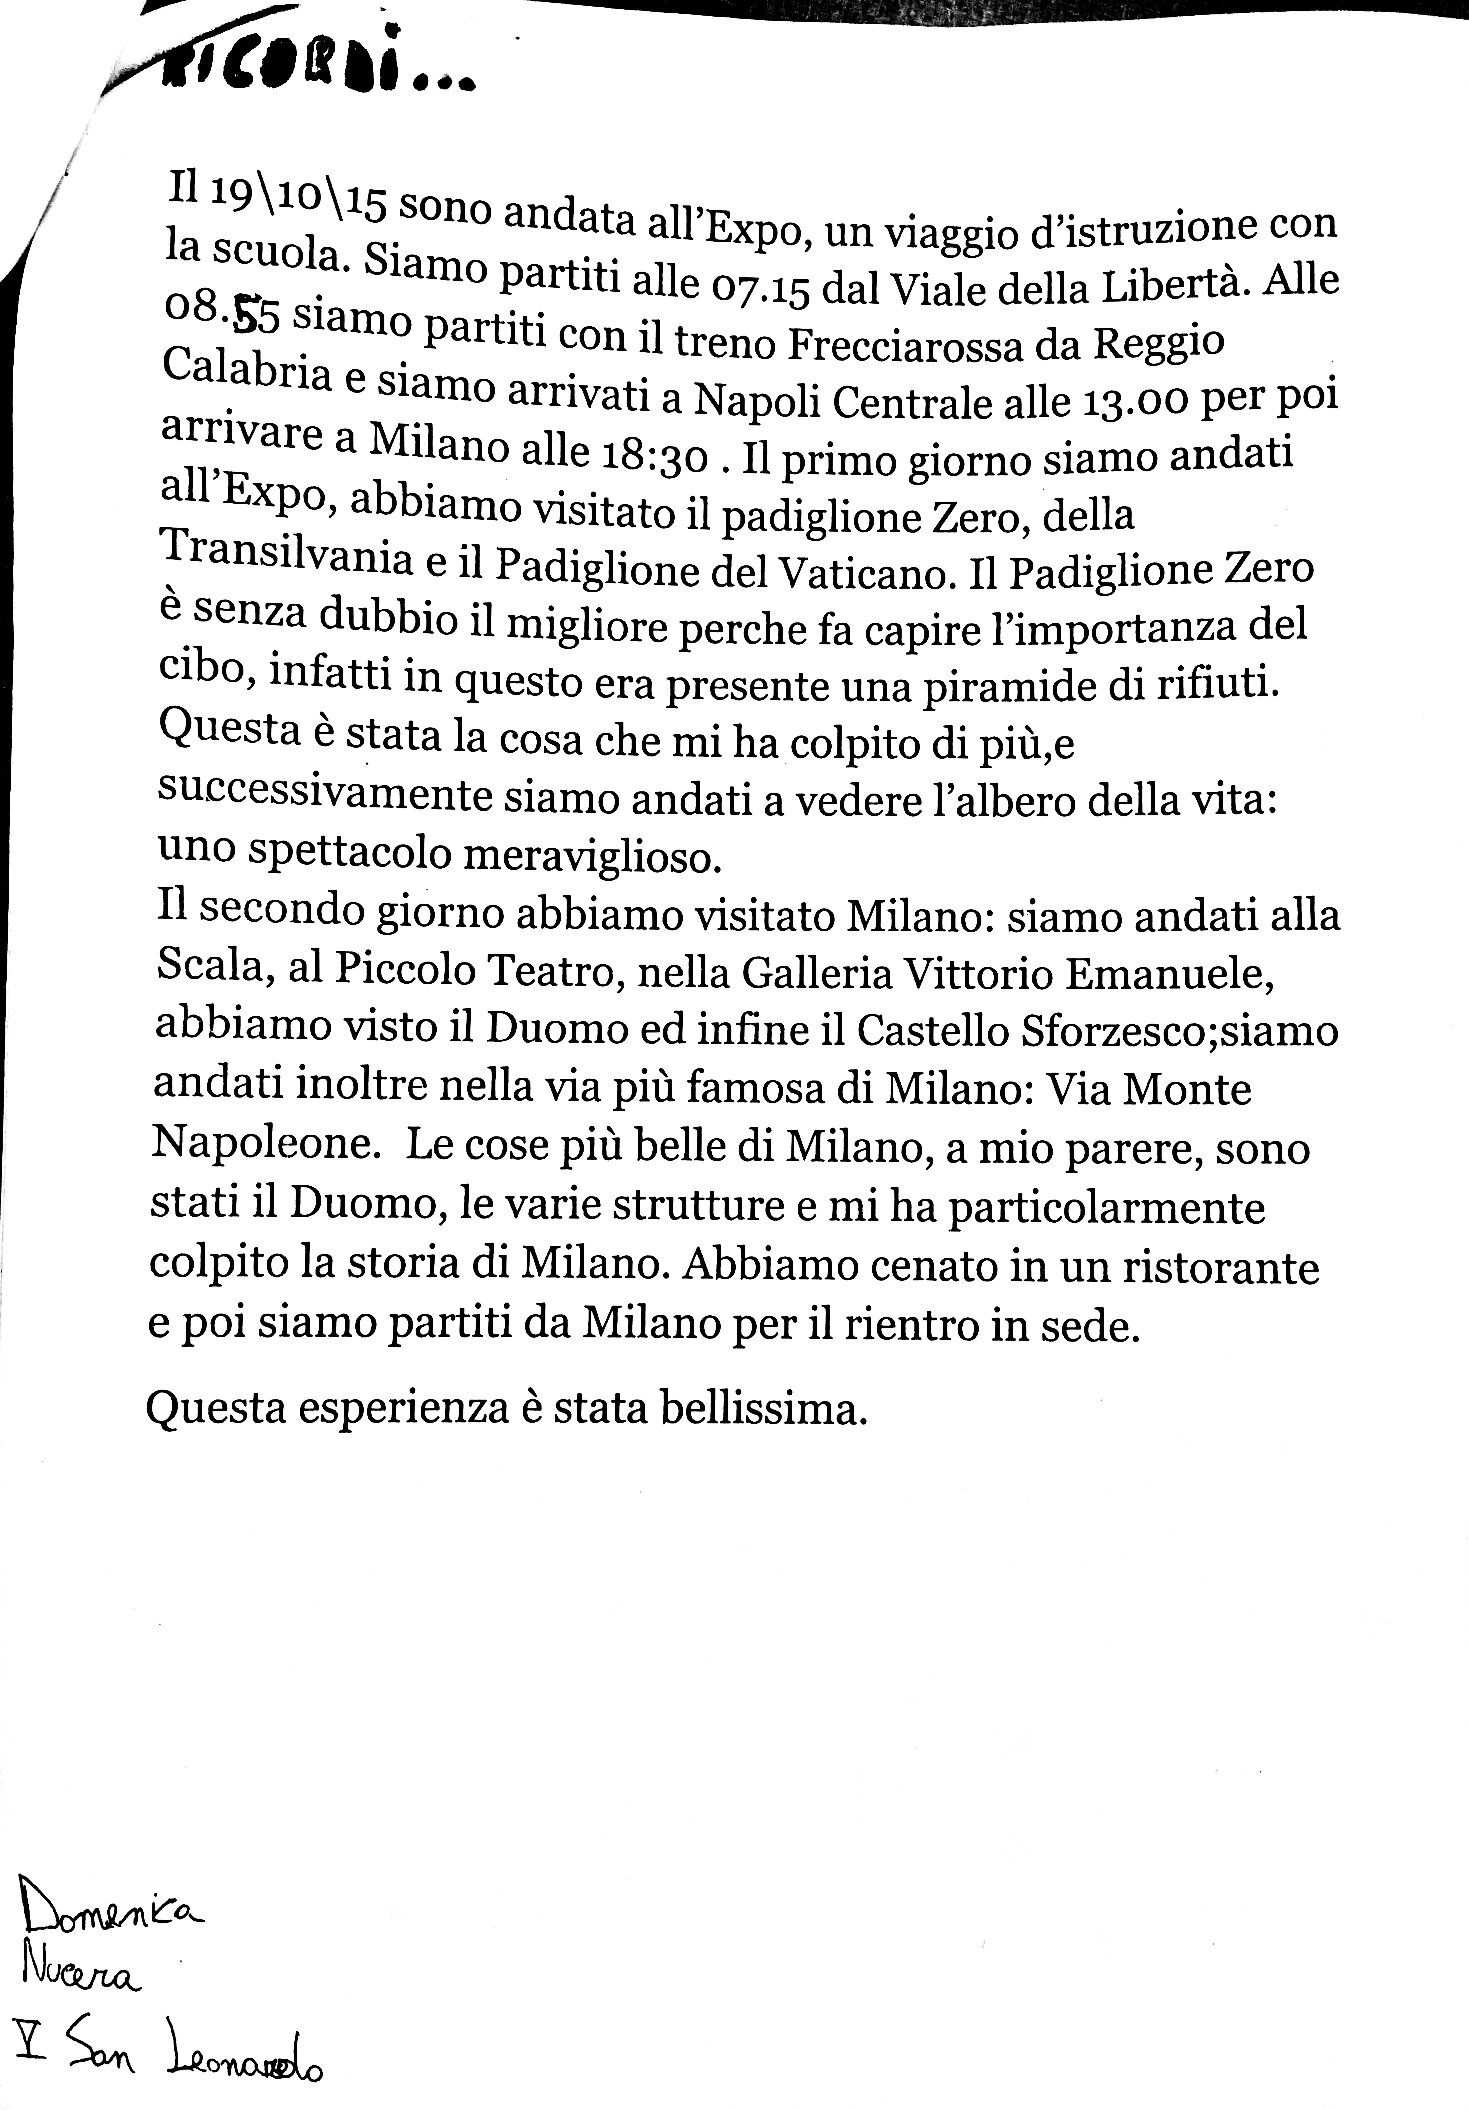 RICORDI...
Il 19\10\15 sono andata all’Expo, un viaggio d’istruzione con
la scuola. Siamo partiti alle 07.15 dal Viale della Libertà. Alle
08.55 siamo partiti con il treno Frecciarossa da Reggio
Calabria e siamo arrivati a Napoli Centrale alle 13.00 per poi
arrivare a Milano alle 18:30 . Il primo giorno siamo andati
all’Expo, abbiamo visitato il padiglione Zero, della
Transilvania e il Padiglione del Vaticano. Il Padiglione Zero
è senza dubbio il migliore perche fa capire l’importanza del
cibo, infatti in questo era presente una piramide di rifiuti.
Questa è stata la cosa che mi ha colpito di più,e
successivamente siamo andati a vedere l’albero della vita:
uno spettacolo meraviglioso.
Il secondo giorno abbiamo visitato Milano: siamo andati alla
Scala, al Piccolo Teatro, nella Galleria Vittorio Emanuele,
abbiamo visto il Duomo ed infine il Castello Sforzesco;siamo
andati inoltre nella via più famosa di Milano: Via Monte
Napoleone.  Le cose più belle di Milano, a mio parere, sono
stati il Duomo, le varie strutture e mi ha particolarmente
colpito la storia di Milano. Abbiamo cenato in un ristorante
e poi siamo partiti da Milano per il rientro in sede.
Questa esperienza è stata bellissima.
Domenica
Nucera
V San Leonardo